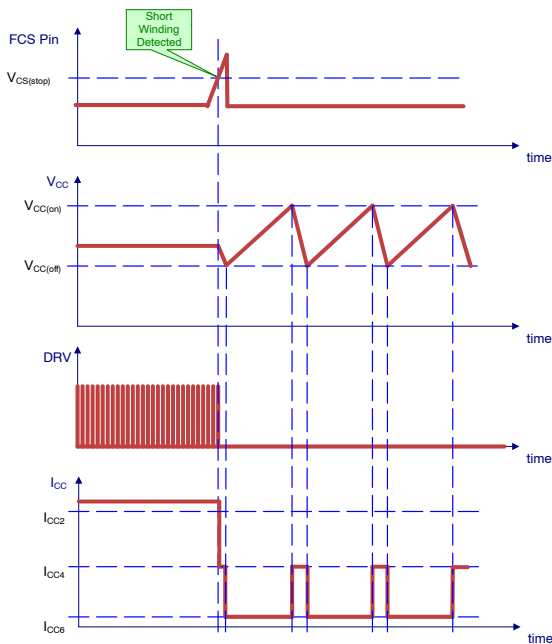 Short
Winding
Detected
FCS Pin
VCS(stop)
time
VCC
VCC(on)
VCC(off)
time
DRV
time
ICC
ICC2
ICC4
ICC6
time